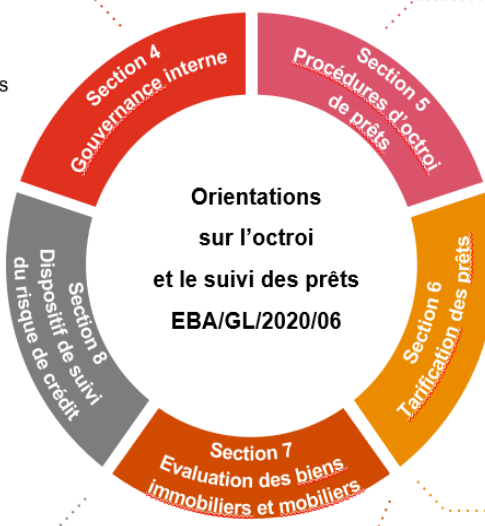 s
Section 4
Gouvernance interne
Section 5
Procédures d'octroi
de prêts
Orientations
sur l'octroi
et le suivi des prêts
EBA/GL/2020/06
Section 6
Tarification des prêts
Section 7
Evaluation des biens
immobiliers et mobiliers
Section 8
Dispositif de suivi
du risque de crédit